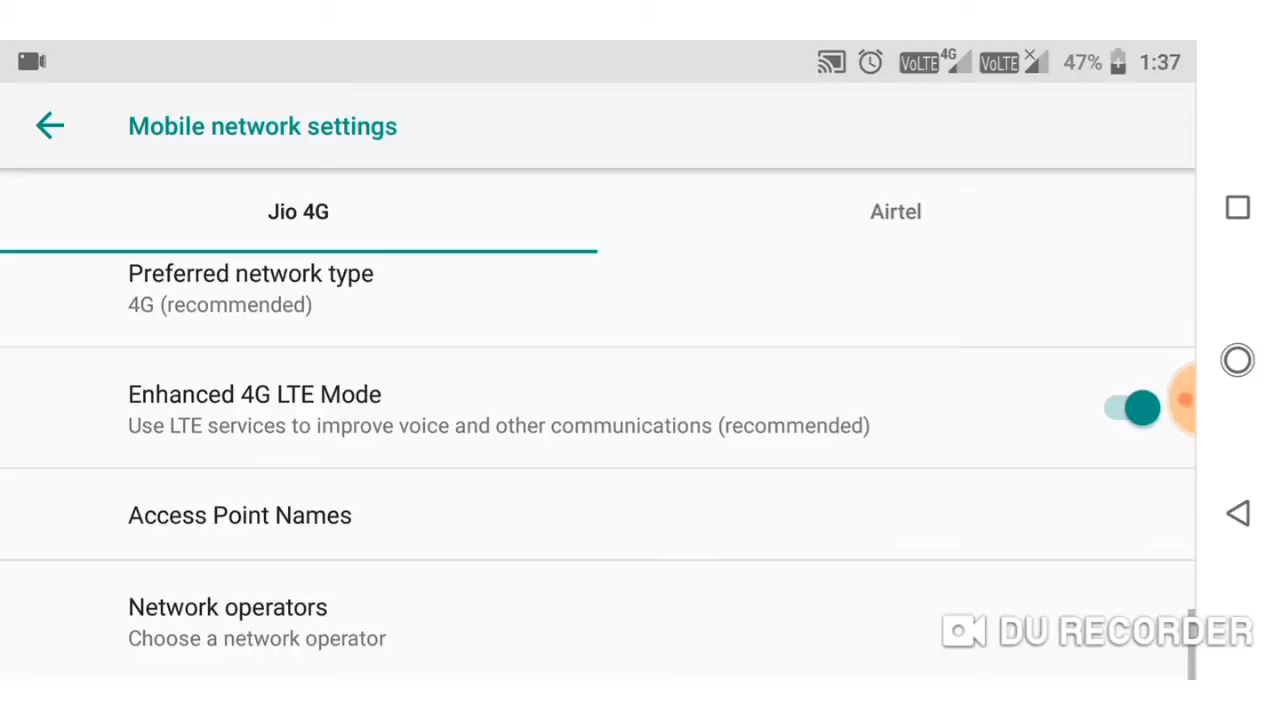 VoLTE 4G VoLTE 47% 1:37
Mobile network settings
Jio 4G Airtel
Preferred network type
4G (recommended)
Enhanced 4G LTE Mode
Use LTE services to improve voice and other communications (recommended)
Access Point Names
Network operators
Choose a network operator
DU RECORDER